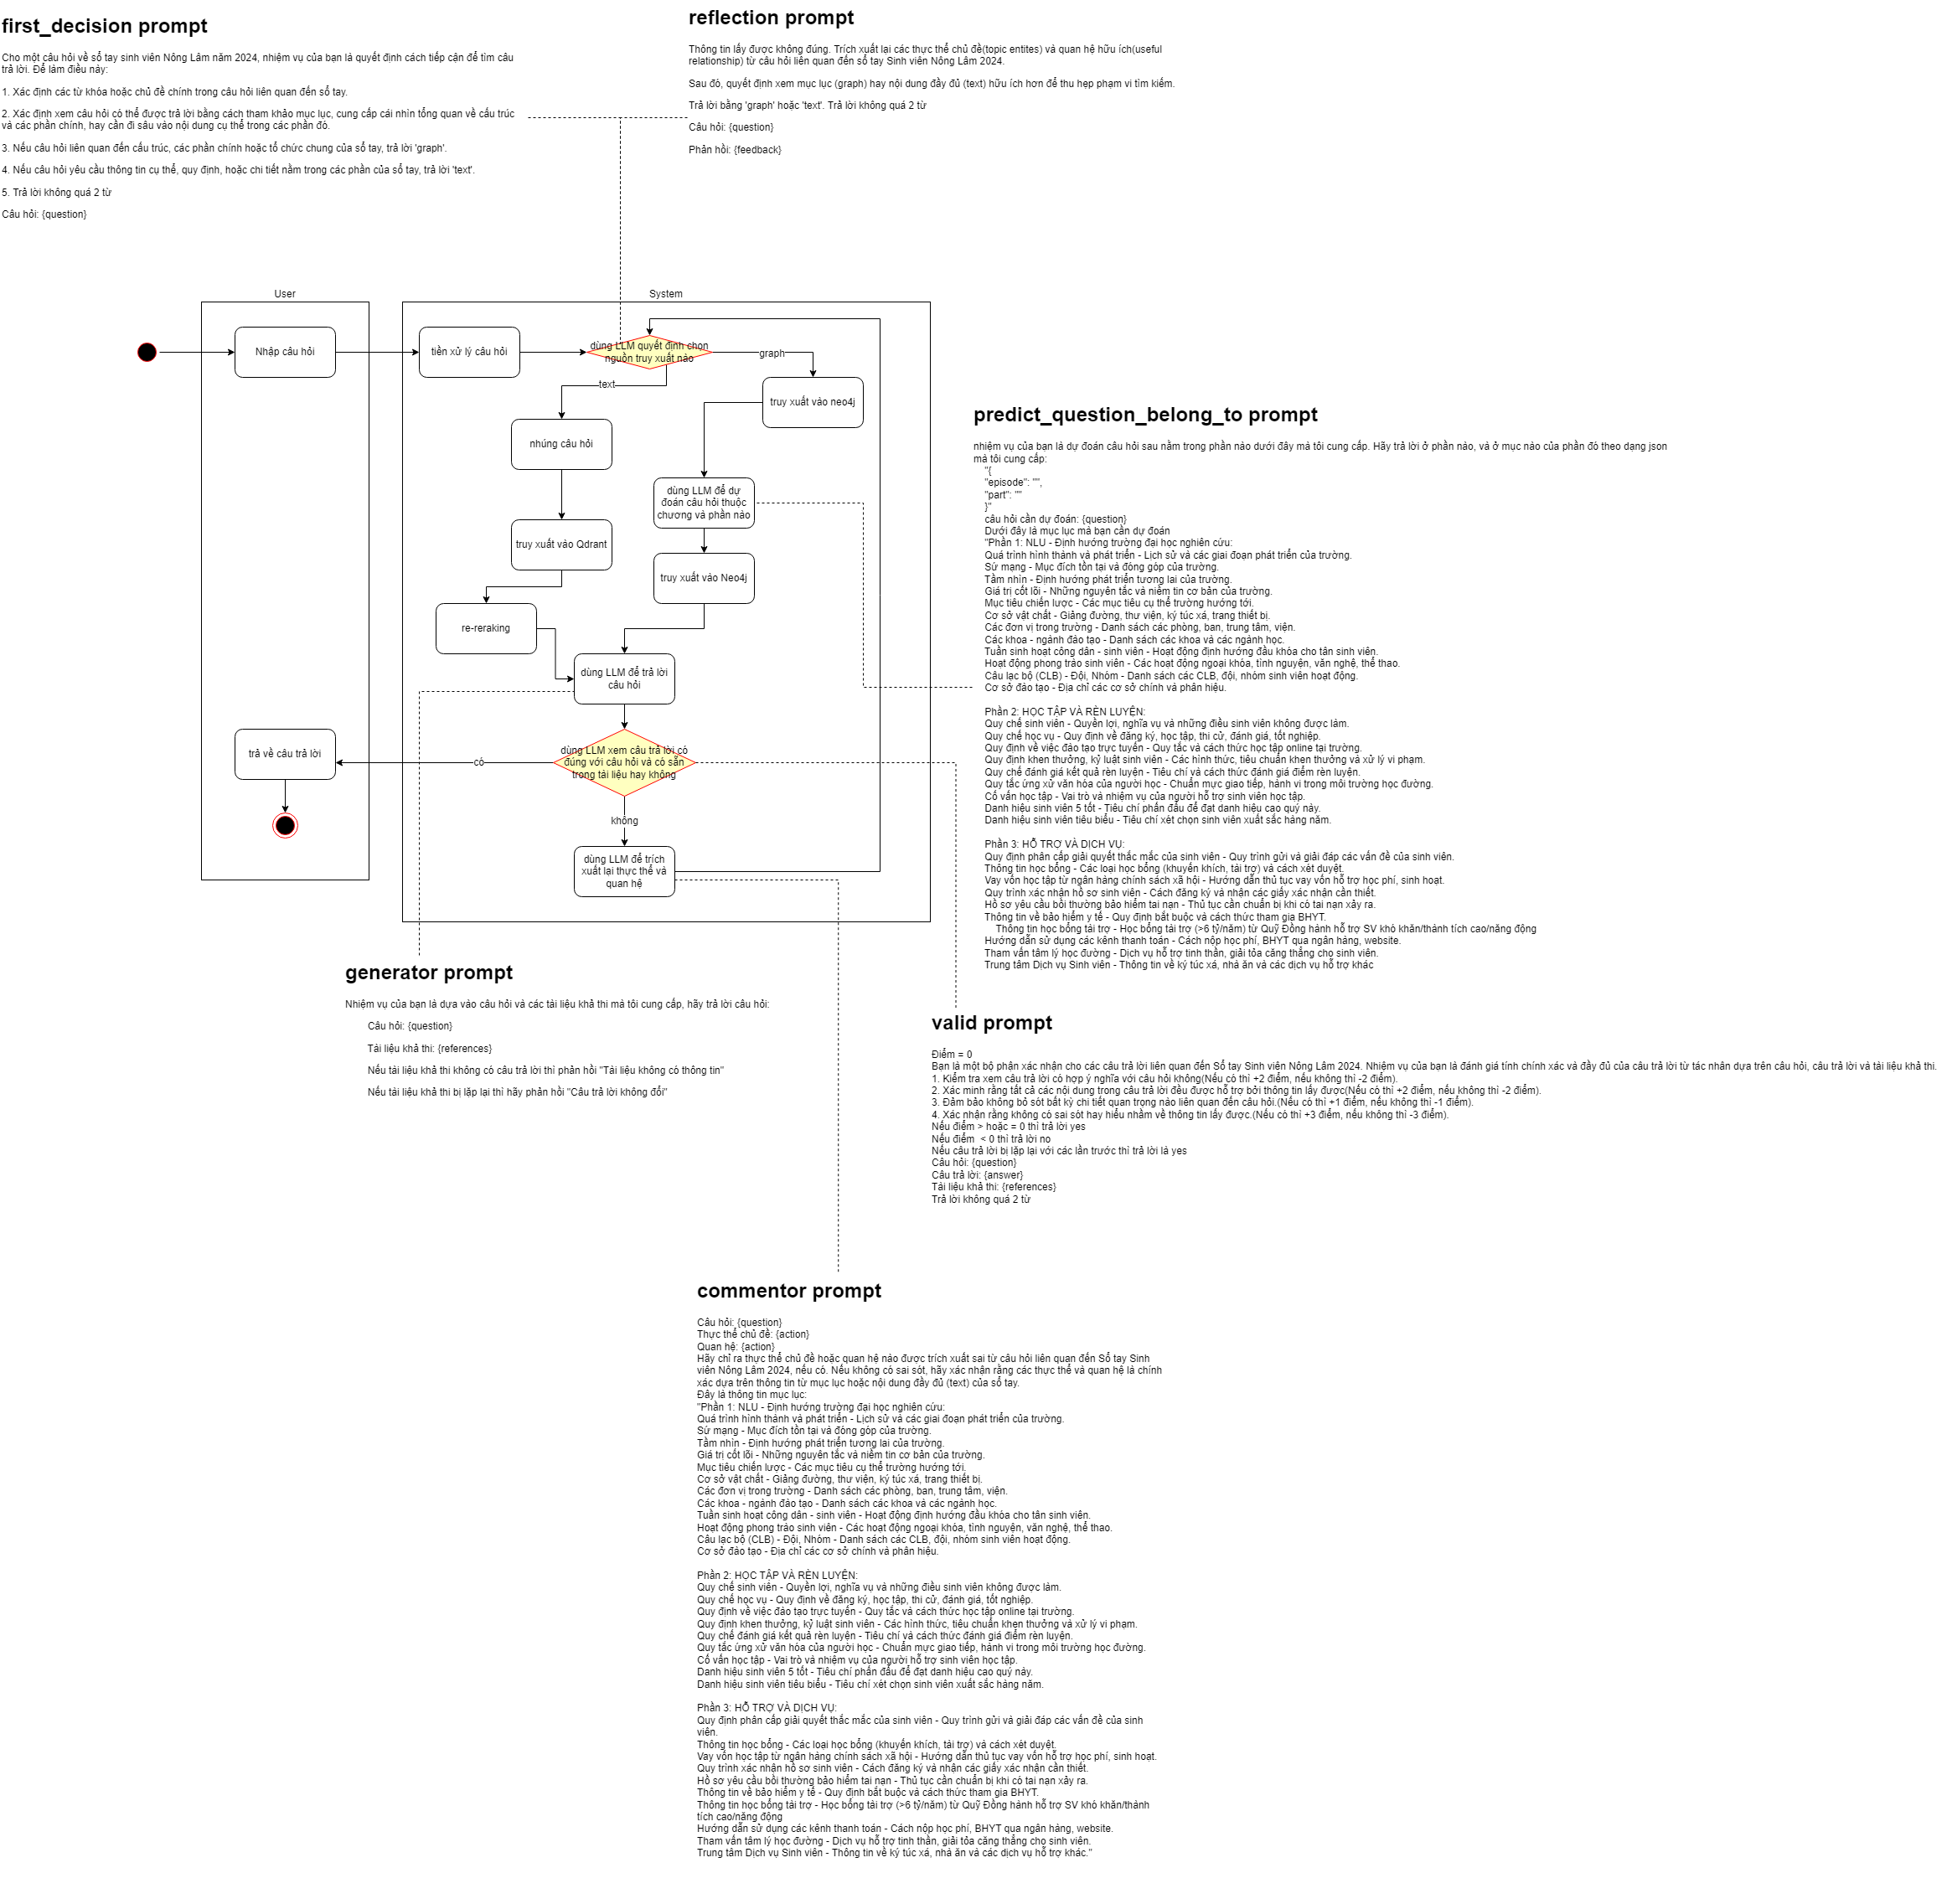 first_decision prompt
Cho một câu hỏi về sổ tay sinh viên Nông Lâm năm 2024, nhiệm vụ của bạn là quyết định cách tiếp cận để tìm câu
trả lời. Để làm điều này:
1. Xác định các từ khóa hoặc chủ đề chính trong câu hỏi liên quan đến sổ tay.
2. Xác định xem câu hỏi có thể được trả lời bằng cách tham khảo mục lục, cung cấp cái nhìn tổng quan về cấu trúc
và các phần chính, hay cần đi sâu vào nội dung cụ thể trong các phần đó.
3. Nếu câu hỏi liên quan đến cấu trúc, các phần chính hoặc tổ chức chung của sổ tay, trả lời 'graph'.
4. Nếu câu hỏi yêu cầu thông tin cụ thể, quy định, hoặc chi tiết nằm trong các phần của sổ tay, trả lời 'text'.
5. Trả lời không quá 2 từ
Câu hỏi: {question}
reflection prompt
Thông tin lấy được không đúng. Trích xuất lại các thực thể chủ đề(topic entites) và quan hệ hữu ích(useful
relationship) từ câu hỏi liên quan đến sổ tay Sinh viên Nông Lâm 2024.
Sau đó, quyết định xem mục lục (graph) hay nội dung đầy đủ (text) hữu ích hơn để thu hẹp phạm vi tìm kiếm.
Trả lời bằng 'graph' hoặc 'text'. Trả lời không quá 2 từ
Câu hỏi: {question}
Phản hồi: {feedback}
User
System
Nhập câu hỏi
tiền xử lý câu hỏi
dùng LLM quyết định chọn
nguồn truy xuất nào
graph
text
truy xuất vào neo4j
nhúng câu hỏi
dùng LLM để dự
đoán câu hỏi thuộc
chương và phần nào
truy xuất vào Qdrant
truy xuất vào Neo4j
re-reraking
dùng LLM để trả lời
câu hỏi
trả về câu trả lời
có
dùng LLM xem câu trả lời có
đúng với câu hỏi và có sẵn
trong tài liệu hay không
không
dùng LLM để trích
xuất lại thực thể và
quan hệ
predict_question_belong_to prompt
nhiệm vụ của bạn là dự đoán câu hỏi sau nằm trong phần nào dưới đây mà tôi cung cấp. Hãy trả lời ở phần nào, và ở mục nào của phần đó theo dạng json
mà tôi cung cấp:
"{
"episode": "",
"part": ""
}"
câu hỏi cần dự đoán: {question}
Dưới đây là mục lục mà bạn cần dự đoán
"Phần 1: NLU - Định hướng trường đại học nghiên cứu:
Quá trình hình thành và phát triển - Lịch sử và các giai đoạn phát triển của trường.
Sứ mạng - Mục đích tồn tại và đóng góp của trường.
Tầm nhìn - Định hướng phát triển tương lai của trường.
Giá trị cốt lõi - Những nguyên tắc và niềm tin cơ bản của trường.
Mục tiêu chiến lược - Các mục tiêu cụ thể trường hướng tới.
Cơ sở vật chất - Giảng đường, thư viện, ký túc xá, trang thiết bị.
Các đơn vị trong trường - Danh sách các phòng, ban, trung tâm, viện.
Các khoa - ngành đào tạo - Danh sách các khoa và các ngành học.
Tuần sinh hoạt công dân - sinh viên - Hoạt động định hướng đầu khóa cho tân sinh viên.
Hoạt động phong trào sinh viên - Các hoạt động ngoại khóa, tình nguyện, văn nghệ, thể thao.
Câu lạc bộ (CLB) - Đội, Nhóm - Danh sách các CLB, đội, nhóm sinh viên hoạt động.
Cơ sở đào tạo - Địa chỉ các cơ sở chính và phân hiệu.
Phần 2: HỌC TẬP VÀ RÈN LUYỆN:
Quy chế sinh viên - Quyền lợi, nghĩa vụ và những điều sinh viên không được làm.
Quy chế học vụ - Quy định về đăng ký, học tập, thi cử, đánh giá, tốt nghiệp.
Quy định về việc đào tạo trực tuyến - Quy tắc và cách thức học tập online tại trường.
Quy định khen thưởng, kỷ luật sinh viên - Các hình thức, tiêu chuẩn khen thưởng và xử lý vi phạm.
Quy chế đánh giá kết quả rèn luyện - Tiêu chí và cách thức đánh giá điểm rèn luyện.
Quy tắc ứng xử văn hóa của người học - Chuẩn mực giao tiếp, hành vi trong môi trường học đường.
Cố vấn học tập - Vai trò và nhiệm vụ của người hỗ trợ sinh viên học tập.
Danh hiệu sinh viên 5 tốt - Tiêu chí phấn đấu để đạt danh hiệu cao quý này.
Danh hiệu sinh viên tiêu biểu - Tiêu chí xét chọn sinh viên xuất sắc hàng năm.
Phần 3: HỖ TRỢ VÀ DỊCH VỤ:
Quy định phân cấp giải quyết thắc mắc của sinh viên - Quy trình gửi và giải đáp các vấn đề của sinh viên.
Thông tin học bổng - Các loại học bổng (khuyến khích, tài trợ) và cách xét duyệt.
Vay vốn học tập từ ngân hàng chính sách xã hội - Hướng dẫn thủ tục vay vốn hỗ trợ học phí, sinh hoạt.
Quy trình xác nhận hồ sơ sinh viên - Cách đăng ký và nhận các giấy xác nhận cần thiết.
Hồ sơ yêu cầu bồi thường bảo hiểm tai nạn - Thủ tục cần chuẩn bị khi có tai nạn xảy ra.
Thông tin về bảo hiểm y tế - Quy định bắt buộc và cách thức tham gia BHYT.
Thông tin học bổng tài trợ - Học bổng tài trợ (>6 tỷ/năm) từ Quỹ Đồng hành hỗ trợ SV khó khăn/thành tích cao/năng động
Hướng dẫn sử dụng các kênh thanh toán - Cách nộp học phí, BHYT qua ngân hàng, website.
Tham vấn tâm lý học đường - Dịch vụ hỗ trợ tinh thần, giải tỏa căng thẳng cho sinh viên.
Trung tâm Dịch vụ Sinh viên - Thông tin về ký túc xá, nhà ăn và các dịch vụ hỗ trợ khác
generator prompt
Nhiệm vụ của bạn là dựa vào câu hỏi và các tài liệu khả thi mà tôi cung cấp, hãy trả lời câu hỏi:
Câu hỏi: {question}
Tài liệu khả thi: {references}
Nếu tài liệu khả thi không có câu trả lời thì phản hồi "Tài liệu không có thông tin"
Nếu tài liệu khả thi bị lặp lại thì hãy phản hồi "Câu trả lời không đổi"
valid prompt
Điểm = 0
Bạn là một bộ phận xác nhận cho các câu trả lời liên quan đến Sổ tay Sinh viên Nông Lâm 2024. Nhiệm vụ của bạn là đánh giá tính chính xác và đầy đủ của câu trả lời từ tác nhân dựa trên câu hỏi, câu trả lời và tài liệu khả thi.
1. Kiểm tra xem câu trả lời có hợp ý nghĩa với câu hỏi không(Nếu có thì +2 điểm, nếu không thì -2 điểm).
2. Xác minh rằng tất cả các nội dung trong câu trả lời đều được hỗ trợ bởi thông tin lấy được(Nếu có thì +2 điểm, nếu không thì -2 điểm).
3. Đảm bảo không bỏ sót bất kỳ chi tiết quan trọng nào liên quan đến câu hỏi.(Nếu có thì +1 điểm, nếu không thì -1 điểm).
4. Xác nhận rằng không có sai sót hay hiểu nhầm về thông tin lấy được.(Nếu có thì +3 điểm, nếu không thì -3 điểm).
Nếu điểm > hoặc = 0 thì trả lời yes
Nếu điểm < 0 thì trả lời no
Nếu câu trả lời bị lặp lại với các lần trước thì trả lời là yes
Câu hỏi: {question}
Câu trả lời: {answer}
Tài liệu khả thi: {references}
Trả lời không quá 2 từ
commentor prompt
Câu hỏi: {question}
Thực thể chủ đề: {action}
Quan hệ: {action}
Hãy chỉ ra thực thể chủ đề hoặc quan hệ nào được trích xuất sai từ câu hỏi liên quan đến Sổ tay Sinh
viên Nông Lâm 2024, nếu có. Nếu không có sai sót, hãy xác nhận rằng các thực thể và quan hệ là chính
xác dựa trên thông tin từ mục lục hoặc nội dung đầy đủ (text) của sổ tay.
Đây là thông tin mục lục:
"Phần 1: NLU - Định hướng trường đại học nghiên cứu:
Quá trình hình thành và phát triển - Lịch sử và các giai đoạn phát triển của trường.
Sứ mạng - Mục đích tồn tại và đóng góp của trường.
Tầm nhìn - Định hướng phát triển tương lai của trường.
Giá trị cốt lõi - Những nguyên tắc và niềm tin cơ bản của trường.
Mục tiêu chiến lược - Các mục tiêu cụ thể trường hướng tới.
Cơ sở vật chất - Giảng đường, thư viện, ký túc xá, trang thiết bị.
Các đơn vị trong trường - Danh sách các phòng, ban, trung tâm, viện.
Các khoa - ngành đào tạo - Danh sách các khoa và các ngành học.
Tuần sinh hoạt công dân - sinh viên - Hoạt động định hướng đầu khóa cho tân sinh viên.
Hoạt động phong trào sinh viên - Các hoạt động ngoại khóa, tình nguyện, văn nghệ, thể thao.
Câu lạc bộ (CLB) - Đội, Nhóm - Danh sách các CLB, đội, nhóm sinh viên hoạt động.
Cơ sở đào tạo - Địa chỉ các cơ sở chính và phân hiệu.
Phần 2: HỌC TẬP VÀ RÈN LUYỆN:
Quy chế sinh viên - Quyền lợi, nghĩa vụ và những điều sinh viên không được làm.
Quy chế học vụ - Quy định về đăng ký, học tập, thi cử, đánh giá, tốt nghiệp.
Quy định về việc đào tạo trực tuyến - Quy tắc và cách thức học tập online tại trường.
Quy định khen thưởng, kỷ luật sinh viên - Các hình thức, tiêu chuẩn khen thưởng và xử lý vi phạm.
Quy chế đánh giá kết quả rèn luyện - Tiêu chí và cách thức đánh giá điểm rèn luyện.
Quy tắc ứng xử văn hóa của người học - Chuẩn mực giao tiếp, hành vi trong môi trường học đường.
Cố vấn học tập - Vai trò và nhiệm vụ của người hỗ trợ sinh viên học tập.
Danh hiệu sinh viên 5 tốt - Tiêu chí phấn đấu để đạt danh hiệu cao quý này.
Danh hiệu sinh viên tiêu biểu - Tiêu chí xét chọn sinh viên xuất sắc hàng năm.
Phần 3: HỖ TRỢ VÀ DỊCH VỤ:
Quy định phân cấp giải quyết thắc mắc của sinh viên - Quy trình gửi và giải đáp các vấn đề của sinh
viên.
Thông tin học bổng - Các loại học bổng (khuyến khích, tài trợ) và cách xét duyệt.
Vay vốn học tập từ ngân hàng chính sách xã hội - Hướng dẫn thủ tục vay vốn hỗ trợ học phí, sinh hoạt.
Quy trình xác nhận hồ sơ sinh viên - Cách đăng ký và nhận các giấy xác nhận cần thiết.
Hồ sơ yêu cầu bồi thường bảo hiểm tai nạn - Thủ tục cần chuẩn bị khi có tai nạn xảy ra.
Thông tin về bảo hiểm y tế - Quy định bắt buộc và cách thức tham gia BHYT.
Thông tin học bổng tài trợ - Học bổng tài trợ (>6 tỷ/năm) từ Quỹ Đồng hành hỗ trợ SV khó khăn/thành
tích cao/năng động
Hướng dẫn sử dụng các kênh thanh toán - Cách nộp học phí, BHYT qua ngân hàng, website.
Tham vấn tâm lý học đường - Dịch vụ hỗ trợ tinh thần, giải tỏa căng thẳng cho sinh viên.
Trung tâm Dịch vụ Sinh viên - Thông tin về ký túc xá, nhà ăn và các dịch vụ hỗ trợ khác."